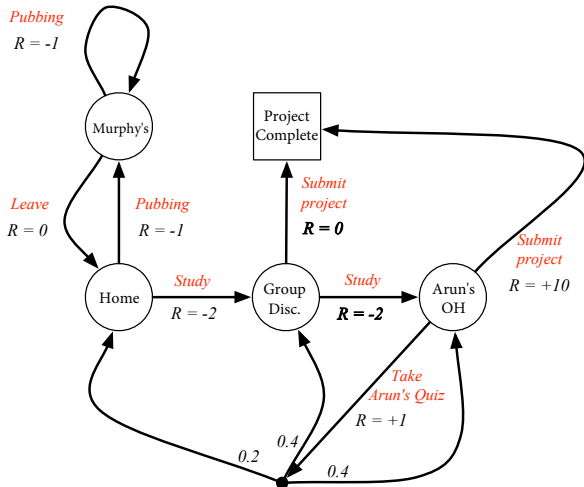 Pubbing
R = -1
Murphy's
Project
Complete
Leave
R = 0
Pubbing
R = -1
Submit
project
R = 0
Submit
project
R = +10
Home
Study
R = -2
Group
Disc.
Study
R = -2
Arun's
OH
Take
Arun's Quiz
R = +1
0.2
0.4
0.4